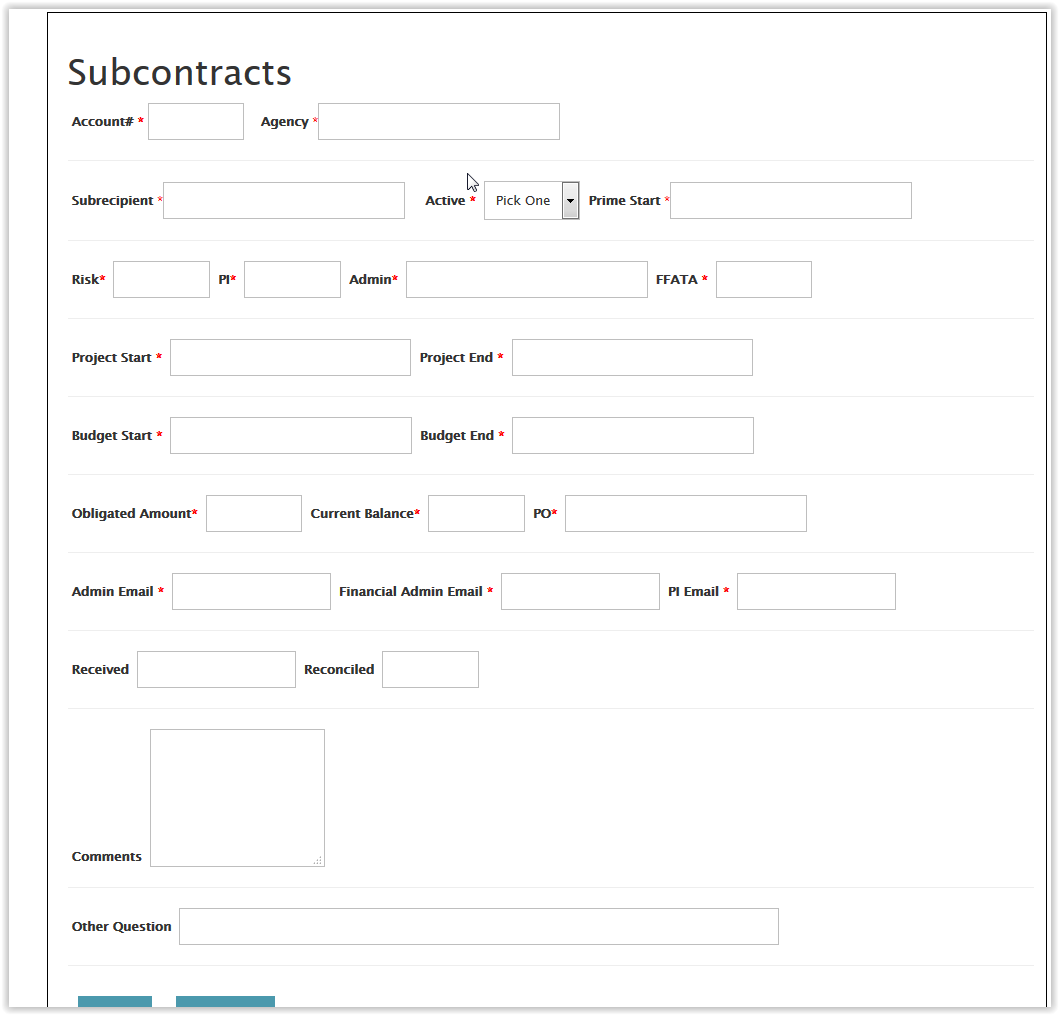 Subcontracts
Account# * Agency *
Subrecipient * Active * Pick One Prime Start *
Risk* PI* Admin* FFATA *
Project Start * Project End *
Budget Start * Budget End *
Obligated Amount* Current Balance* PO*
Admin Email * Financial Admin Email * PI Email *
Received Reconciled
Comments
Other Question